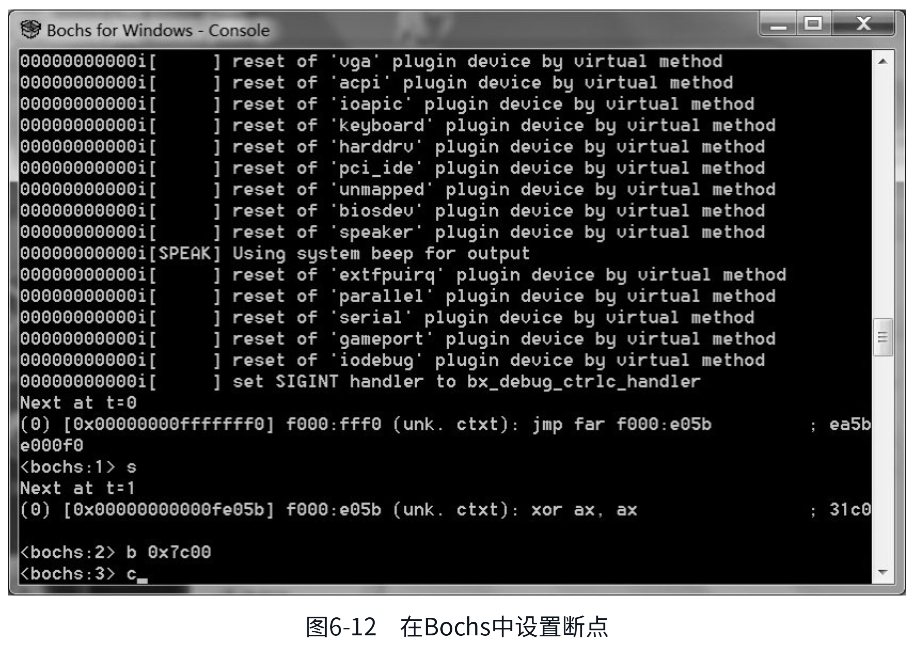 Bochs for Windows - Console
00000000000i[      ] reset of 'vga' plugin device by virtual method
00000000000i[      ] reset of 'acpi' plugin device by virtual method
00000000000i[      ] reset of 'ioapic' plugin device by virtual method
00000000000i[      ] reset of 'keyboard' plugin device by virtual method
00000000000i[      ] reset of 'harddrv' plugin device by virtual method
00000000000i[      ] reset of 'pci_ide' plugin device by virtual method
00000000000i[      ] reset of 'unmapped' plugin device by virtual method
00000000000i[      ] reset of 'biosdev' plugin device by virtual method
00000000000i[      ] reset of 'speaker' plugin device by virtual method
00000000000i[SPEAK] Using system beep for output
00000000000i[      ] reset of 'extfpuirq' plugin device by virtual method
00000000000i[      ] reset of 'parallel' plugin device by virtual method
00000000000i[      ] reset of 'serial' plugin device by virtual method
00000000000i[      ] reset of 'gameport' plugin device by virtual method
00000000000i[      ] reset of 'iodebug' plugin device by virtual method
00000000000i[      ] set SIGINT handler to bx_debug_ctrlc_handler
Next at t=0
(0) [0x00000000fffffff0] f000:fff0 (unk. ctxt): jmp far f000:e05b          ; ea5b
e000f0
<bochs:1> s
Next at t=1
(0) [0x00000000000fe05b] f000:e05b (unk. ctxt): xor ax, ax                 ; 31c0
<bochs:2> b 0x7c00
<bochs:3> c_
图6-12 在Bochs中设置断点